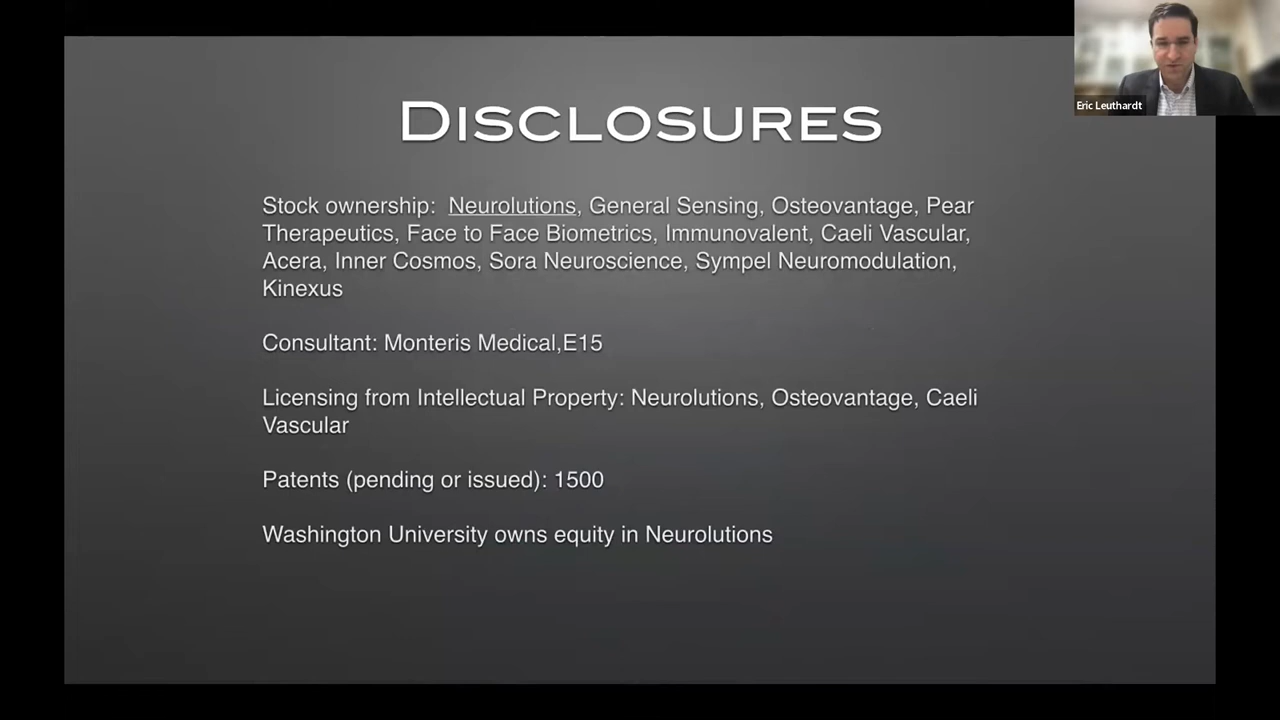 Eric Leuthardt
DISCLOSURES
Stock ownership: Neurolutions, General Sensing, Osteovantage, Pear
Therapeutics, Face to Face Biometrics, Immunovalent, Caeli Vascular,
Acera, Inner Cosmos, Sora Neuroscience, Sympel Neuromodulation,
Kinexus
Consultant: Monteris Medical,E15
Licensing from Intellectual Property: Neurolutions, Osteovantage, Caeli
Vascular
Patents (pending or issued): 1500
Washington University owns equity in Neurolutions